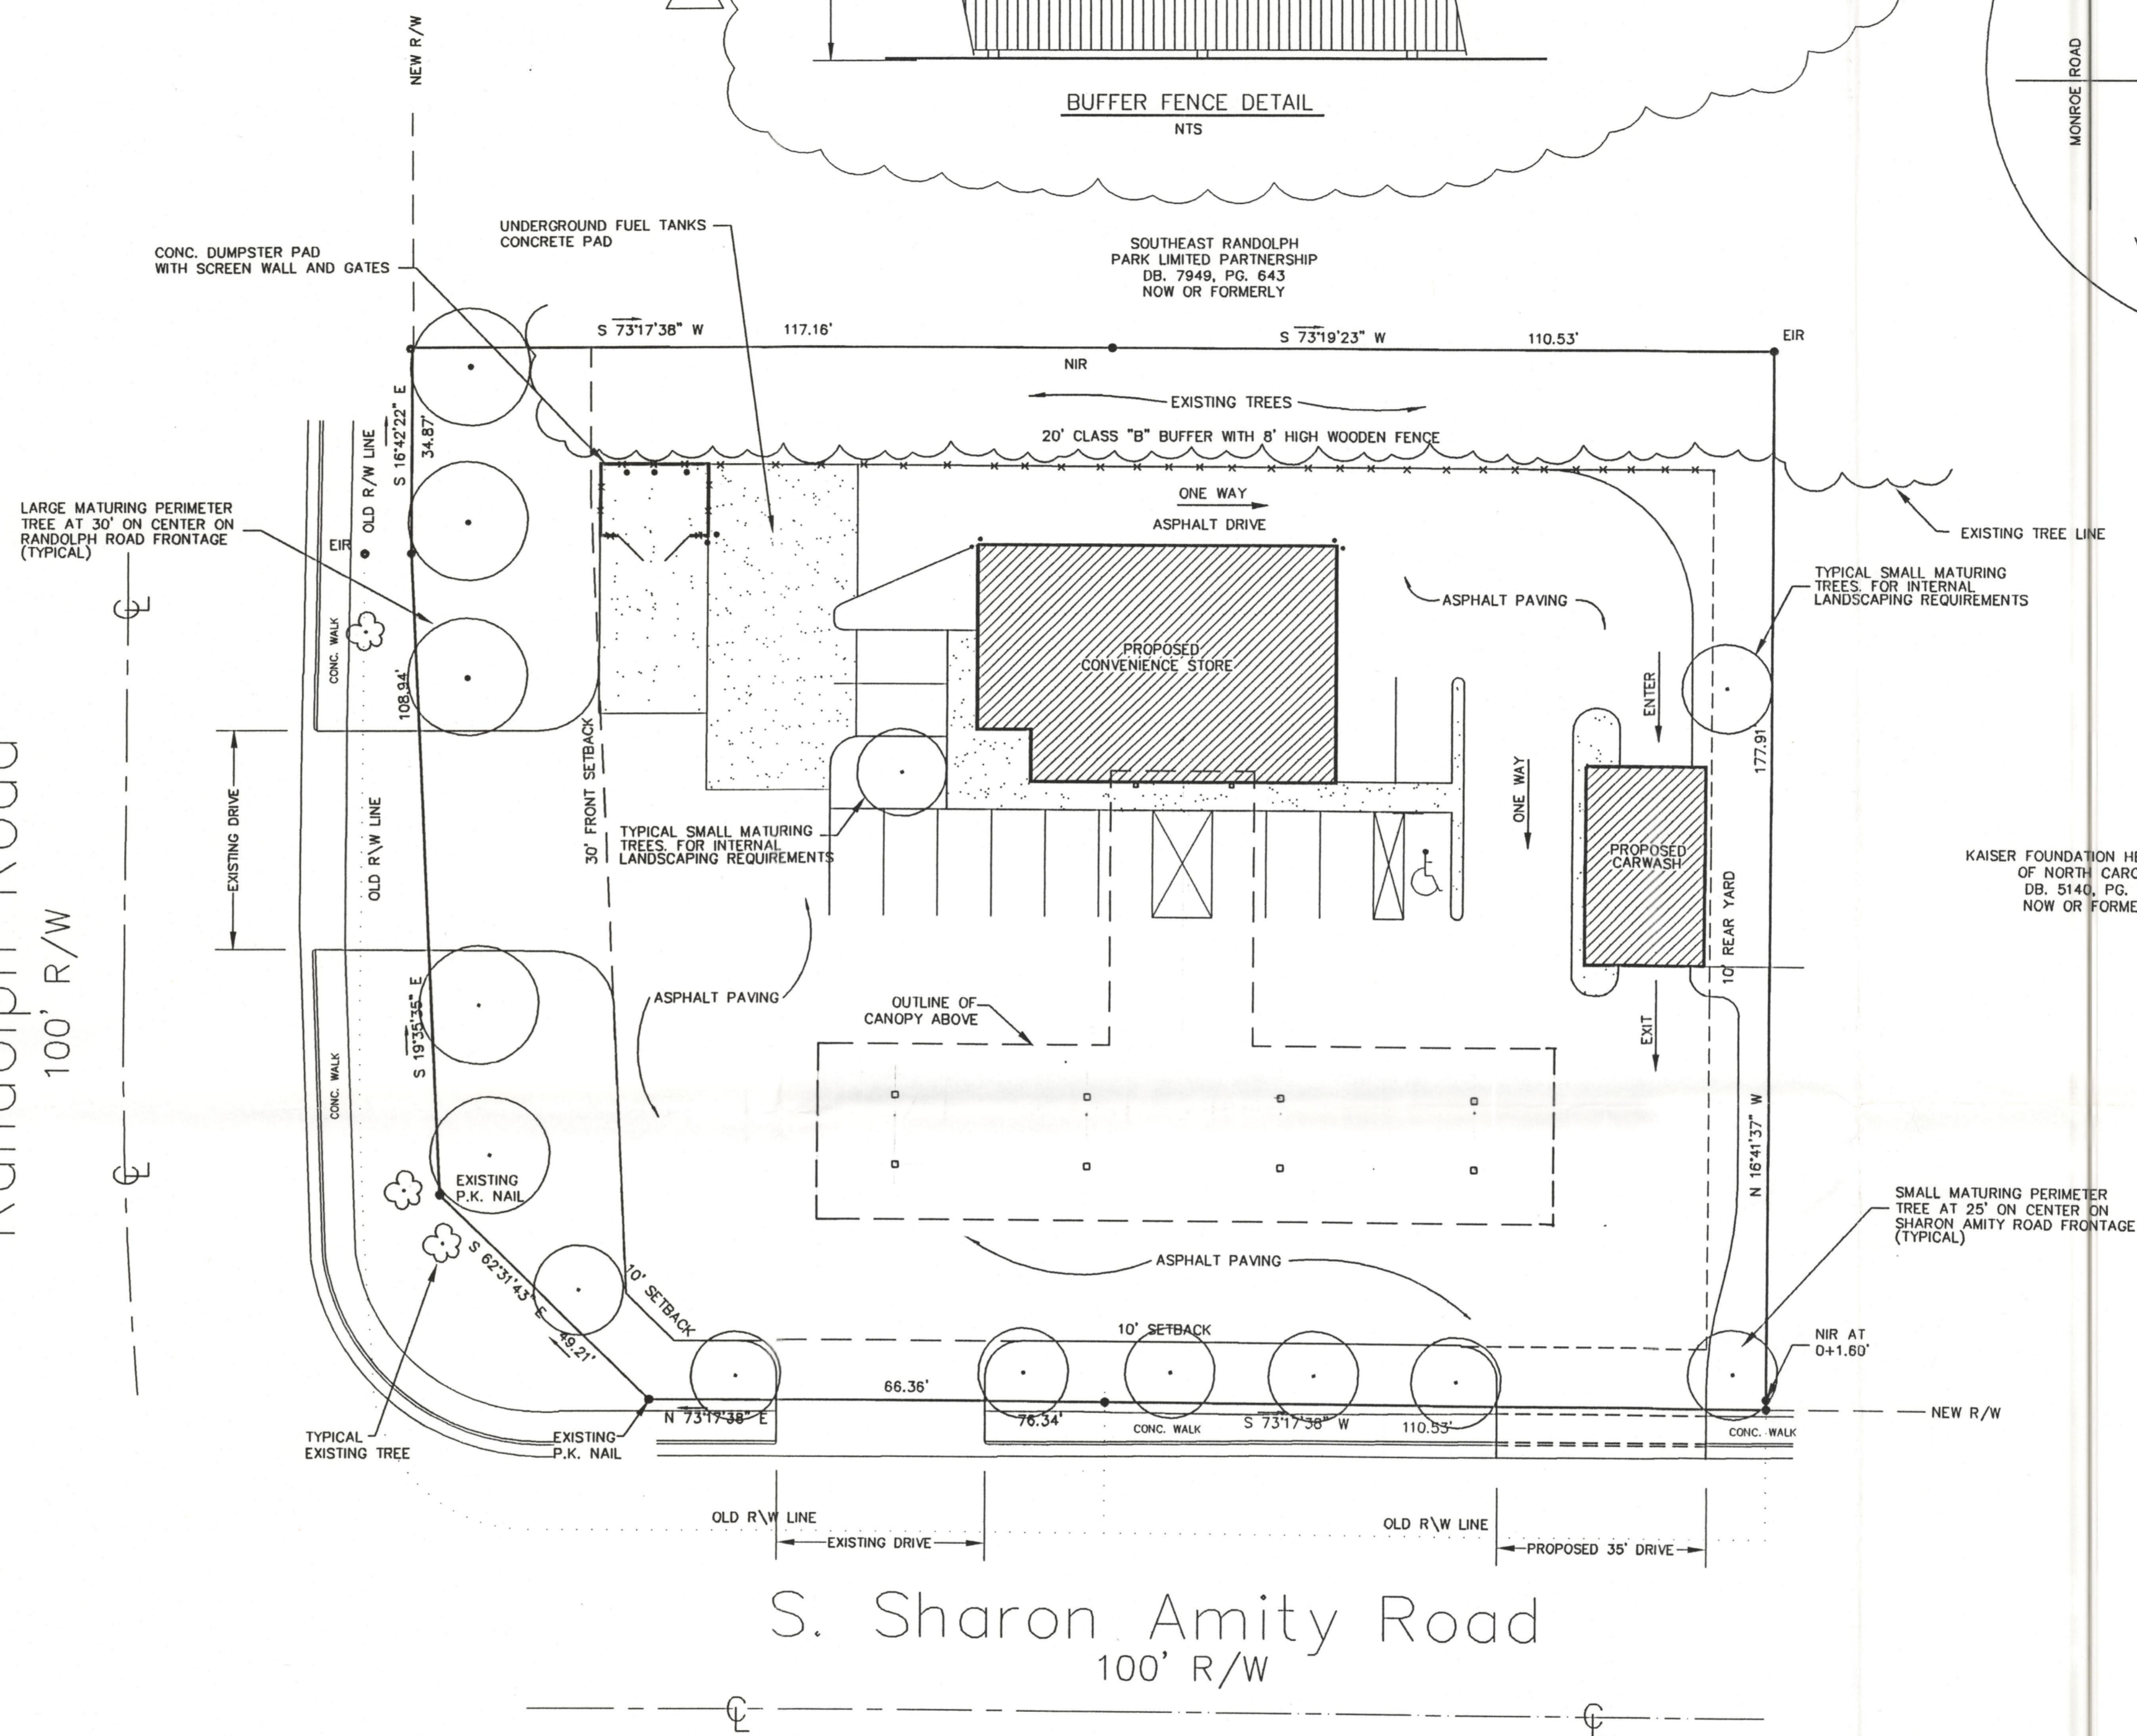 NEW R/W
BUFFER FENCE DETAIL
NTS
MONROE ROAD
CONC. DUMPSTER PAD
WITH SCREEN WALL AND GATES
UNDERGROUND FUEL TANKS
CONCRETE PAD
SOUTHEAST RANDOLPH
PARK LIMITED PARTNERSHIP
DB. 7949, PG. 643
NOW OR FORMERLY
S 73°17'38" W 117.16'
S 73°19'23" W 110.53'
EIR
NIR
EXISTING TREES
20' CLASS "B" BUFFER WITH 8' HIGH WOODEN FENCE
S 16°42'22" E
34.87'
OLD R/W LINE
EIR
LARGE MATURING PERIMETER
TREE AT 30' ON CENTER ON
RANDOLPH ROAD FRONTAGE
(TYPICAL)
ONE WAY
ASPHALT DRIVE
EXISTING TREE LINE
TYPICAL SMALL MATURING
TREES. FOR INTERNAL
LANDSCAPING REQUIREMENTS
ASPHALT PAVING
CONC. WALK
108.94'
PROPOSED
CONVENIENCE STORE
ENTER
177.91'
30' FRONT SETBACK
EXISTING DRIVE
OLD R\W LINE
TYPICAL SMALL MATURING
TREES. FOR INTERNAL
LANDSCAPING REQUIREMENTS
ONE WAY
PROPOSED
CARWASH
10' REAR YARD
KAISER FOUNDATION HE
OF NORTH CARO
DB. 5140, PG.
NOW OR FORME
Randolph Road
100' R/W
CL
CL
S 19°35'35" E
CONC. WALK
ASPHALT PAVING
OUTLINE OF
CANOPY ABOVE
EXIT
N 16°41'37" W
EXISTING
P.K. NAIL
SMALL MATURING PERIMETER
TREE AT 25' ON CENTER ON
SHARON AMITY ROAD FRONTAGE
(TYPICAL)
S 62°31'43" E
49.21'
10' SETBACK
ASPHALT PAVING
10' SETBACK
NIR AT
0+1.60'
66.36'
N 73°17'38" E
76.34'
CONC. WALK
S 73°17'38" W
110.53'
CONC. WALK
NEW R/W
TYPICAL
EXISTING TREE
EXISTING
P.K. NAIL
OLD R\W LINE
OLD R\W LINE
EXISTING DRIVE
PROPOSED 35' DRIVE
S. Sharon Amity Road
100' R/W
CL
C